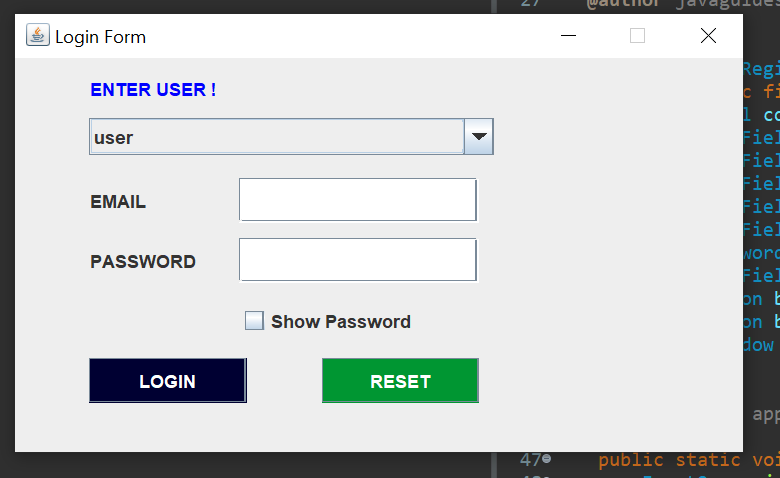 27 @author javaguides
Login Form
ENTER USER !
user
EMAIL
PASSWORD
Show Password
LOGIN
RESET
Regi
c fi
l co
Fiel
Fiel
Fiel
Fiel
Fiel
word
Fiel
on b
on b
dow
app
47 public static voi